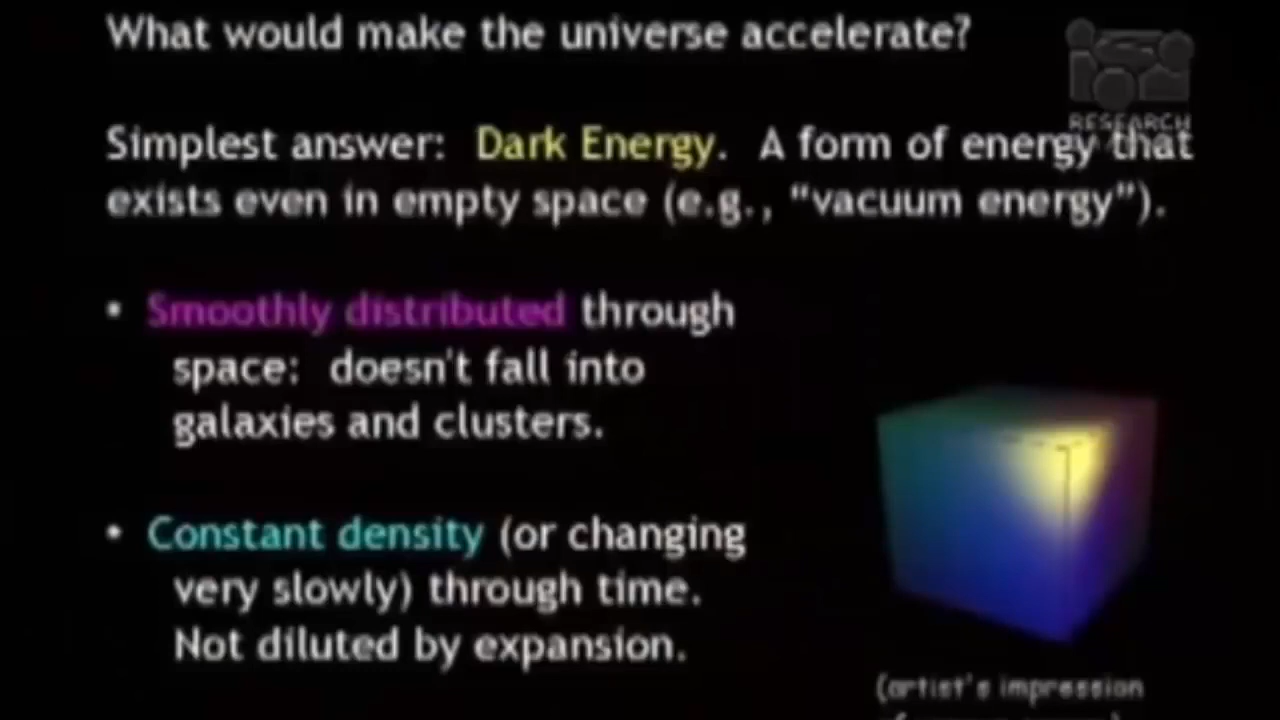 What would make the universe accelerate?
RESEARCH
Simplest answer: Dark Energy. A form of energy that
exists even in empty space (e.g., “vacuum energy”).
• Smoothly distributed through
space: doesn't fall into
galaxies and clusters.
• Constant density (or changing
very slowly) through time.
Not diluted by expansion.
(artist's impression